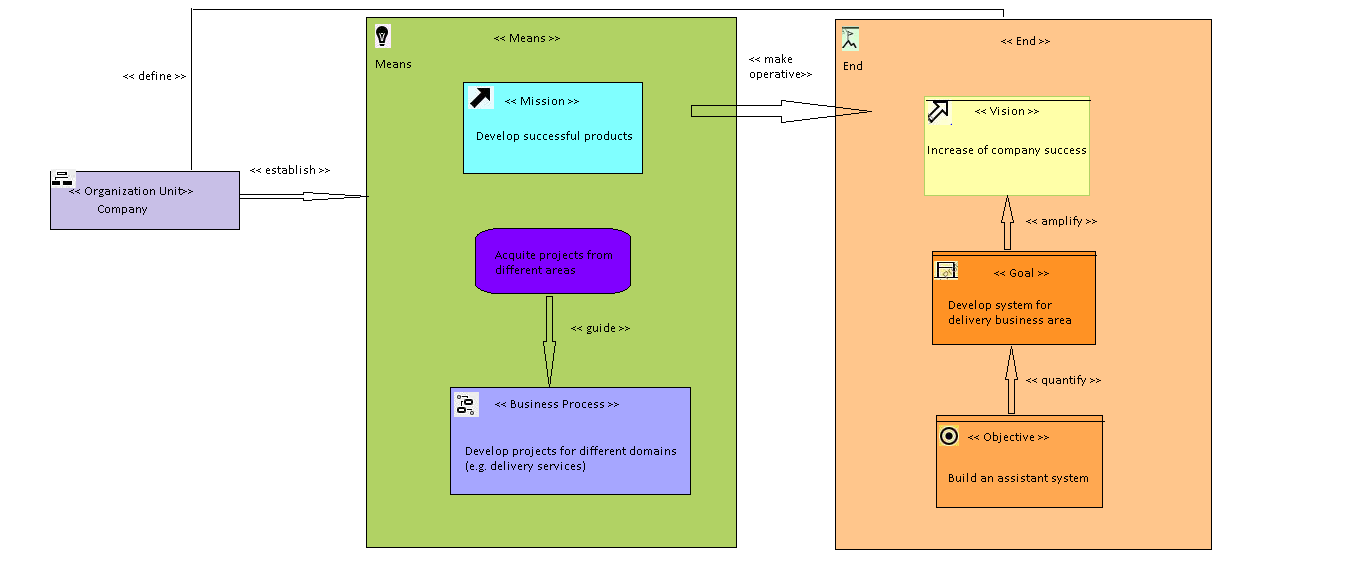 << define >>
<< Organization Unit>>
Company
<< establish >>
<< Means >>
Means
<< Mission >>
Develop successful products
Acquite projects from
different areas
<< guide >>
<< Business Process >>
Develop projects for different domains
(e.g. delivery services)
<< make
operative>>
<< End >>
End
<< Vision >>
Increase of company success
<< amplify >>
<< Goal >>
Develop system for
delivery business area
<< quantify >>
<< Objective >>
Build an assistant system